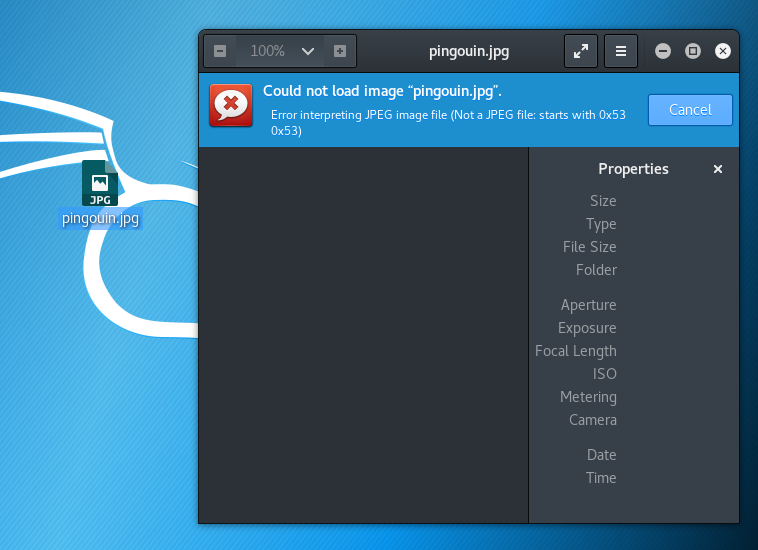 100%
pingouin.jpg
Could not load image “pingouin.jpg”.
Error interpreting JPEG image file (Not a JPEG file: starts with 0x53
0x53)
Cancel
JPG
pingouin.jpg
Properties
Size
Type
File Size
Folder
Aperture
Exposure
Focal Length
ISO
Metering
Camera
Date
Time